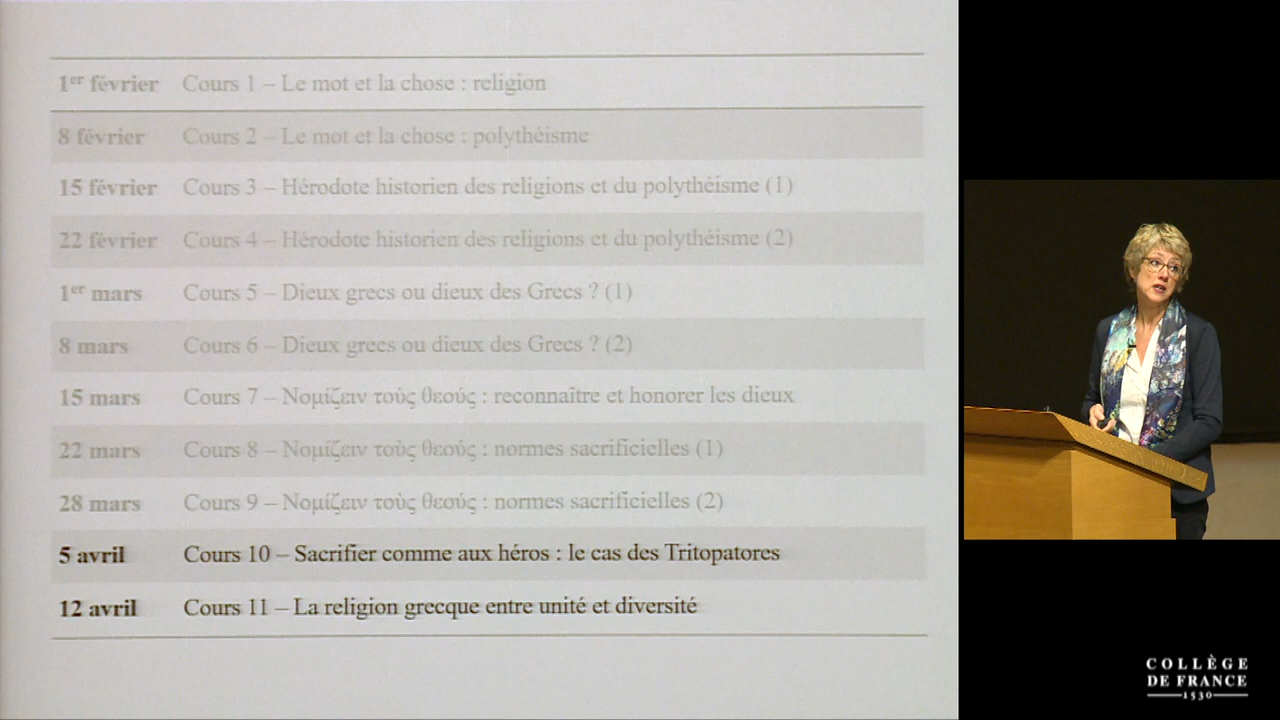 1er février Cours 1 – Le mot et la chose : religion
8 février Cours 2 – Le mot et la chose : polythéisme
15 février Cours 3 – Hérodote historien des religions et du polythéisme (1)
22 février Cours 4 – Hérodote historien des religions et du polythéisme (2)
1er mars Cours 5 – Dieux grecs ou dieux des Grecs ? (1)
8 mars Cours 6 – Dieux grecs ou dieux des Grecs ? (2)
15 mars Cours 7 – Νομίζειν τοὺς θεούς : reconnaître et honorer les dieux
22 mars Cours 8 – Νομίζειν τοὺς θεούς : normes sacrificielles (1)
28 mars Cours 9 – Νομίζειν τοὺς θεούς : normes sacrificielles (2)
5 avril Cours 10 – Sacrifier comme aux héros : le cas des Tritopatores
12 avril Cours 11 – La religion grecque entre unité et diversité
COLLÈGE
DE FRANCE
1530